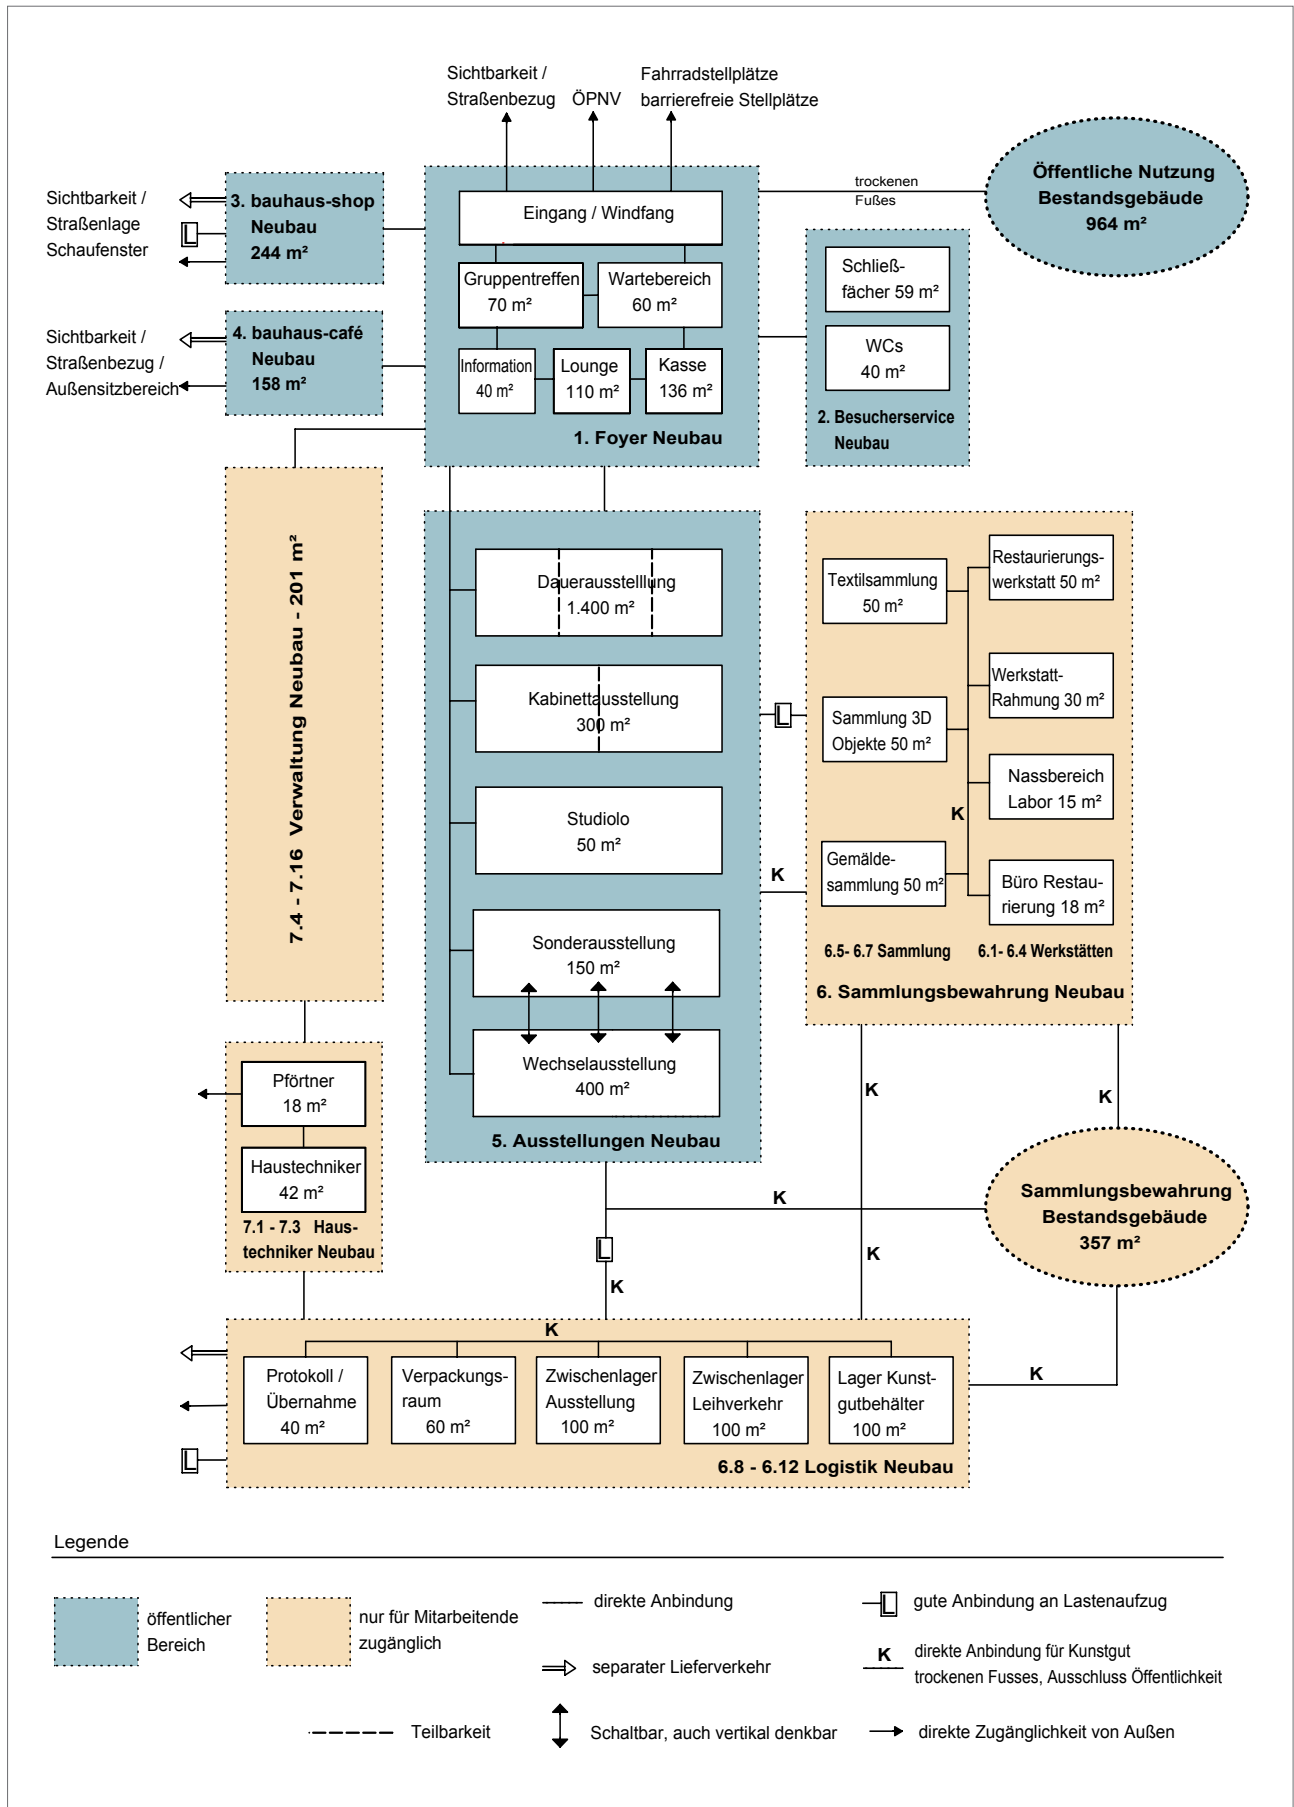 Sichtbarkeit /
Straßenbezug
ÖPNV
Fahrradstellplätze
barrierefreie Stellplätze
Sichtbarkeit /
Straßenlage
Schaufenster
L
3. bauhaus-shop
Neubau
244 m²
Eingang / Windfang
Gruppentreffen
70 m²
Wartebereich
60 m²
Information
40 m²
Lounge
110 m²
Kasse
136 m²
1. Foyer Neubau
trockenen
Fußes
Öffentliche Nutzung
Bestandsgebäude
964 m²
Schließ-
fächer 59 m²
WCs
40 m²
2. Besucherservice
Neubau
Sichtbarkeit /
Straßenbezug /
Außensitzbereich
4. bauhaus-café
Neubau
158 m²
7.4 - 7.16 Verwaltung Neubau - 201 m²
Dauerausstelllung
1.400 m²
Kabinettausstellung
300 m²
Studiolo
50 m²
Sonderausstellung
150 m²
Wechselausstellung
400 m²
5. Ausstellungen Neubau
L
K
Textilsammlung
50 m²
Restaurierungs-
werkstatt 50 m²
Sammlung 3D
Objekte 50 m²
Werkstatt-
Rahmung 30 m²
Nassbereich
Labor 15 m²
K
Gemälde-
sammlung 50 m²
Büro Restau-
rierung 18 m²
6.5- 6.7 Sammlung
6.1- 6.4 Werkstätten
6. Sammlungsbewahrung Neubau
Pförtner
18 m²
Haustechniker
42 m²
7.1 - 7.3 Haus-
techniker Neubau
K
K
K
K
L
K
Sammlungsbewahrung
Bestandsgebäude
357 m²
K
K
Protokoll /
Übernahme
40 m²
Verpackungs-
raum
60 m²
Zwischenlager
Ausstellung
100 m²
Zwischenlager
Leihverkehr
100 m²
Lager Kunst-
gutbehälter
100 m²
L
6.8 - 6.12 Logistik Neubau
Legende
öffentlicher
Bereich
nur für Mitarbeitende
zugänglich
direkte Anbindung
L
gute Anbindung an Lastenaufzug
separater Lieferverkehr
K
direkte Anbindung für Kunstgut
trockenen Fusses, Ausschluss Öffentlichkeit
Teilbarkeit
Schaltbar, auch vertikal denkbar
direkte Zugänglichkeit von Außen